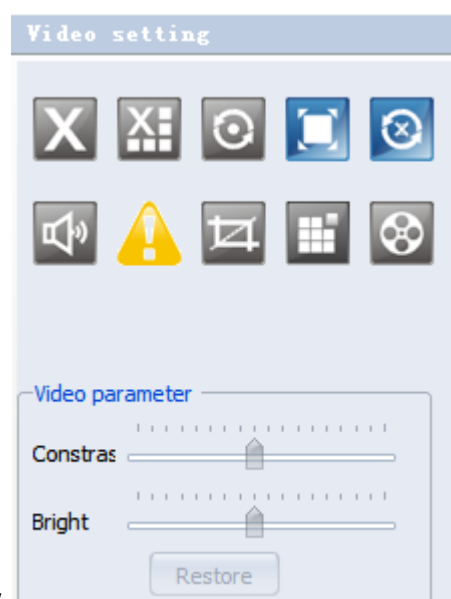 Video setting
Video parameter
Constras
Bright
Restore